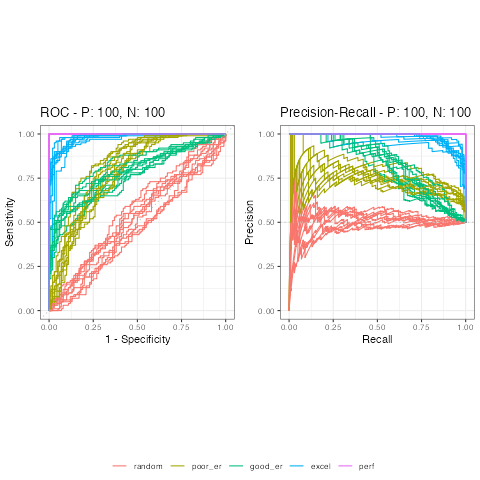 ROC - P: 100, N: 100
Precision-Recall - P: 100, N: 100
Sensitivity
1.00
0.75
0.50
0.25
0.00
0.00 0.25 0.50 0.75 1.00
1 - Specificity
Precision
1.00
0.75
0.50
0.25
0.00
0.00 0.25 0.50 0.75 1.00
Recall
random poor_er good_er excel perf